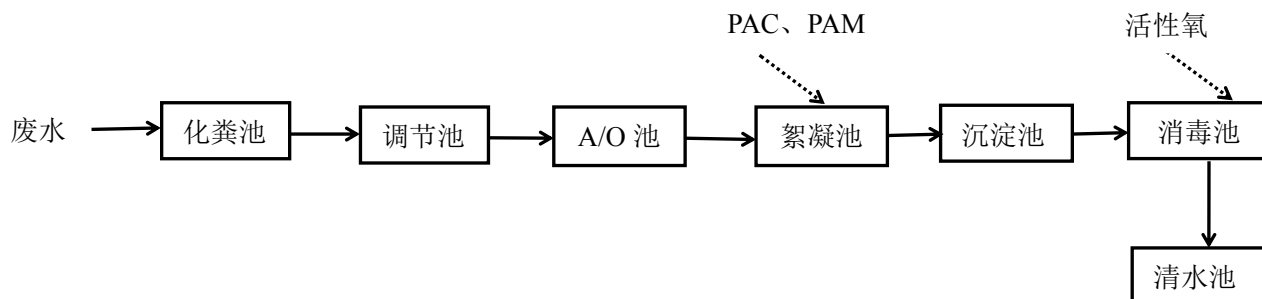 PAC、PAM
活性氧
废水
化粪池
调节池
A/O 池
絮凝池
沉淀池
消毒池
清水池